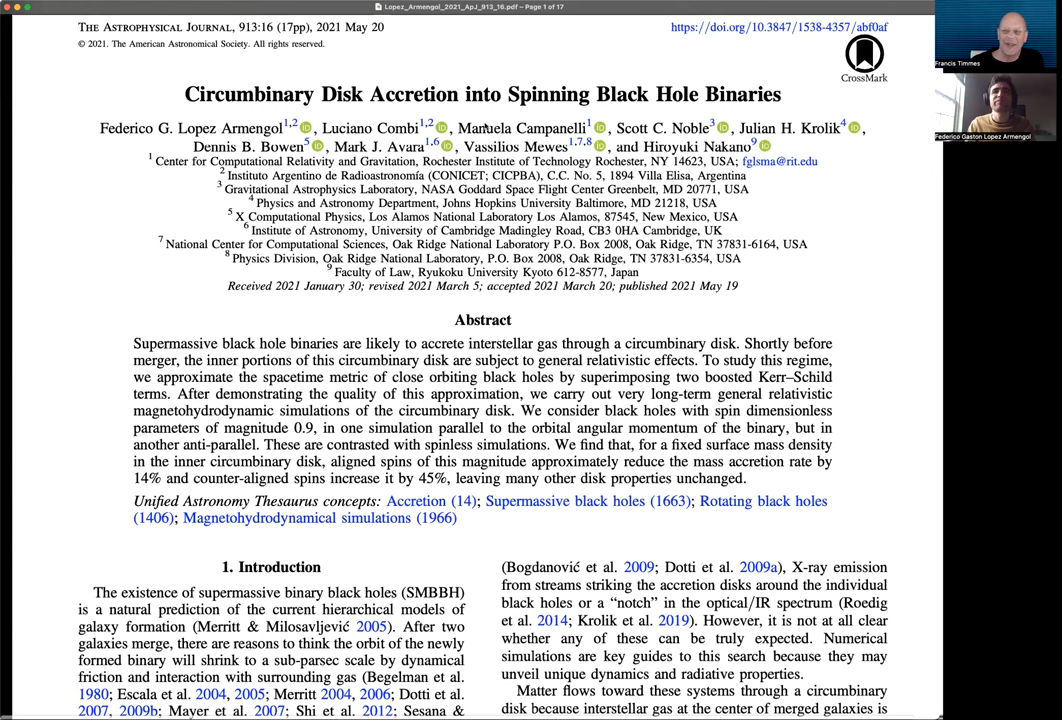 Lopez_Armengol_2021_ApJ_913_16.pdf – Page 1 of 17
THE ASTROPHYSICAL JOURNAL, 913:16 (17pp), 2021 May 20
https://doi.org/10.3847/1538-4357/abf0af
© 2021. The American Astronomical Society. All rights reserved.
CrossMark
Francis Timmes
Federico Gaston Lopez Armengol
Circumbinary Disk Accretion into Spinning Black Hole Binaries
Federico G. Lopez Armengol1,2, Luciano Combi1,2, Manuela Campanelli1, Scott C. Noble3, Julian H. Krolik4,
Dennis B. Bowen5, Mark J. Avara1,6, Vassilios Mewes1,7,8, and Hiroyuki Nakano9
1 Center for Computational Relativity and Gravitation, Rochester Institute of Technology Rochester, NY 14623, USA; fglsma@rit.edu
2 Instituto Argentino de Radioastronomía (CONICET; CICPBA), C.C. No. 5, 1894 Villa Elisa, Argentina
3 Gravitational Astrophysics Laboratory, NASA Goddard Space Flight Center Greenbelt, MD 20771, USA
4 Physics and Astronomy Department, Johns Hopkins University Baltimore, MD 21218, USA
5 X Computational Physics, Los Alamos National Laboratory Los Alamos, 87545, New Mexico, USA
6 Institute of Astronomy, University of Cambridge Madingley Road, CB3 0HA Cambridge, UK
7 National Center for Computational Sciences, Oak Ridge National Laboratory P.O. Box 2008, Oak Ridge, TN 37831-6164, USA
8 Physics Division, Oak Ridge National Laboratory, P.O. Box 2008, Oak Ridge, TN 37831-6354, USA
9 Faculty of Law, Ryukoku University Kyoto 612-8577, Japan
Received 2021 January 30; revised 2021 March 5; accepted 2021 March 20; published 2021 May 19
Abstract
Supermassive black hole binaries are likely to accrete interstellar gas through a circumbinary disk. Shortly before
merger, the inner portions of this circumbinary disk are subject to general relativistic effects. To study this regime,
we approximate the spacetime metric of close orbiting black holes by superimposing two boosted Kerr–Schild
terms. After demonstrating the quality of this approximation, we carry out very long-term general relativistic
magnetohydrodynamic simulations of the circumbinary disk. We consider black holes with spin dimensionless
parameters of magnitude 0.9, in one simulation parallel to the orbital angular momentum of the binary, but in
another anti-parallel. These are contrasted with spinless simulations. We find that, for a fixed surface mass density
in the inner circumbinary disk, aligned spins of this magnitude approximately reduce the mass accretion rate by
14% and counter-aligned spins increase it by 45%, leaving many other disk properties unchanged.
Unified Astronomy Thesaurus concepts: Accretion (14); Supermassive black holes (1663); Rotating black holes
(1406); Magnetohydrodynamical simulations (1966)
1. Introduction
The existence of supermassive binary black holes (SMBBH)
is a natural prediction of the current hierarchical models of
galaxy formation (Merritt & Milosavljević 2005). After two
galaxies merge, there are reasons to think the orbit of the newly
formed binary will shrink to a sub-parsec scale by dynamical
friction and interaction with surrounding gas (Begelman et al.
1980; Escala et al. 2004, 2005; Merritt 2004, 2006; Dotti et al.
2007, 2009b; Mayer et al. 2007; Shi et al. 2012; Sesana &
(Bogdanović et al. 2009; Dotti et al. 2009a), X-ray emission
from streams striking the accretion disks around the individual
black holes or a “notch” in the optical/IR spectrum (Roedig
et al. 2014; Krolik et al. 2019). However, it is not at all clear
whether any of these can be truly expected. Numerical
simulations are key guides to this search because they may
unveil unique dynamics and radiative properties.
Matter flows toward these systems through a circumbinary
disk because interstellar gas at the center of merged galaxies is